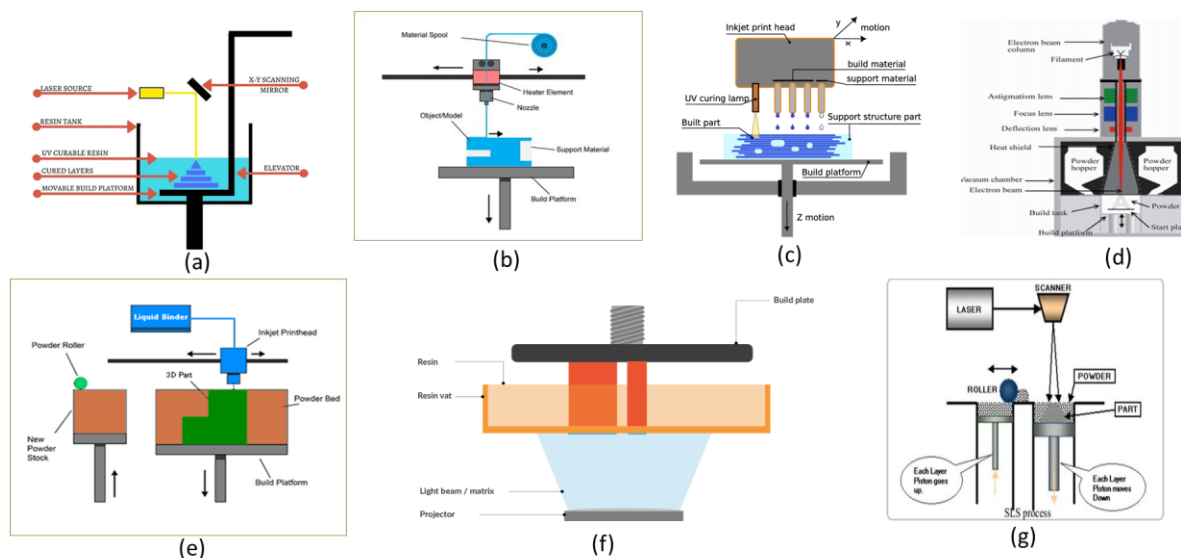 LASER SOURCE
X-Y SCANNING
MIRROR
RESIN TANK
UV CURABLE RESIN
CURED LAYERS
MOVABLE BUILD PLATFORM
ELEVATOR
(a)
Material Spool
Heater Element
Nozzle
Object/Model
Support Material
Build Platform
(b)
Inkjet print head
y
motion
x
build material
support material
UV curing lamp
Built part
Support structure part
Build platform
Z motion
(c)
Electron beam
column
Filament
Astigmatism lens
Focus lens
Deflection lens
Heat shield
Powder
hopper
Powder
hopper
Vacuum chamber
Electron beam
Powder
Build tank
Build platform
Start pla
(d)
Liquid Binder
Inkjet Printhead
Powder Roller
3D Part
Powder Bed
New
Powder
Stock
Build Platform
(e)
Build plate
Resin
Resin vat
Light beam / matrix
Projector
(f)
LASER
SCANNER
ROLLER
POWDER
PART
Each Layer
Piston goes
up.
Each Layer
Piston moves
Down
SLS process
(g)